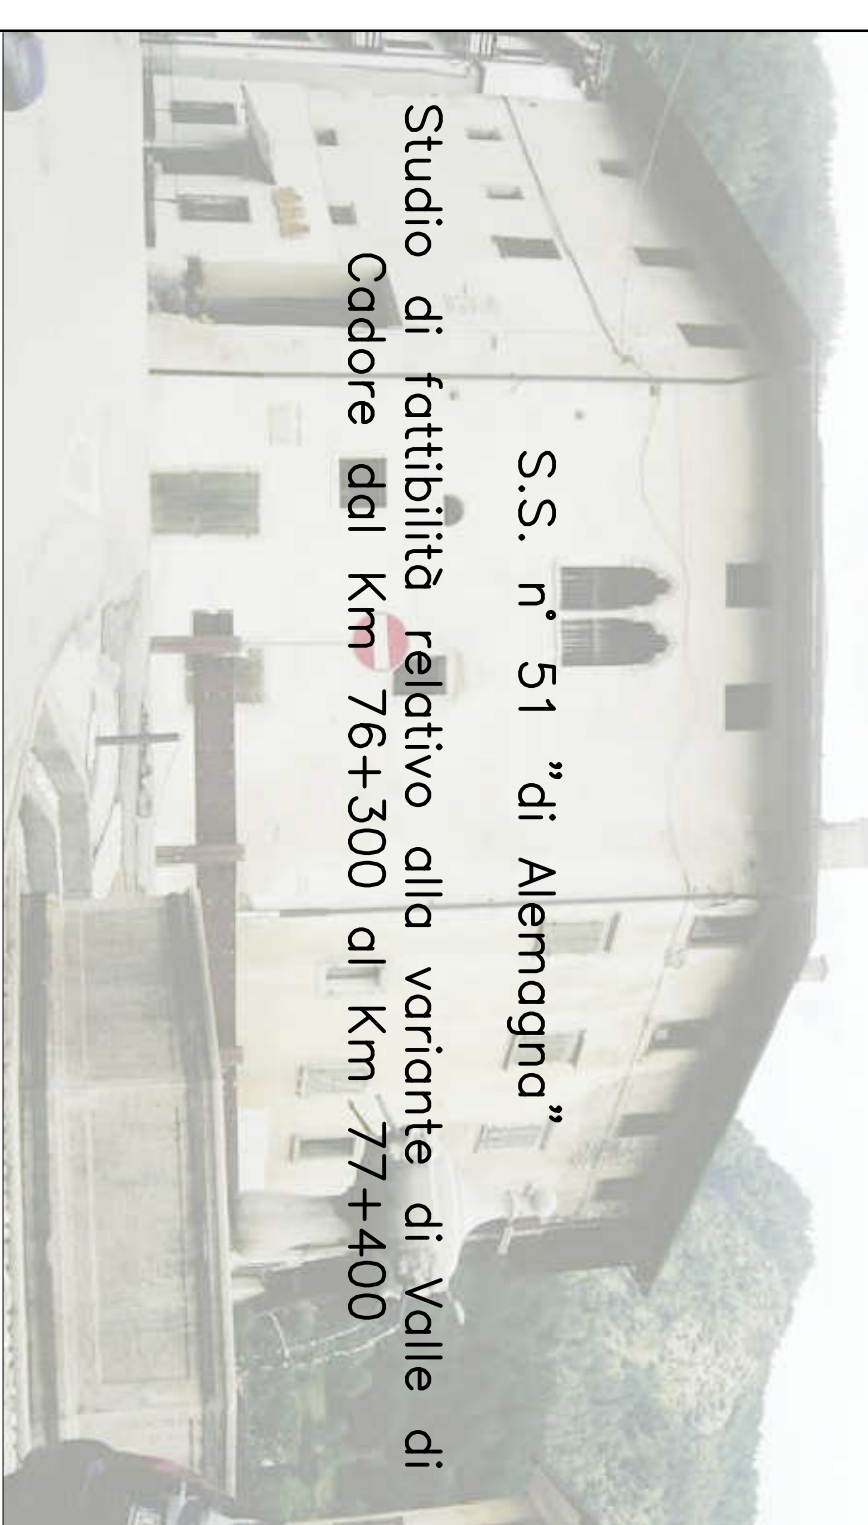 S.S. n° 51 "di Alemagna"
Studio di fattibilità relativo alla variante di Valle di
Cadore dal Km 76+300 al Km 77+400